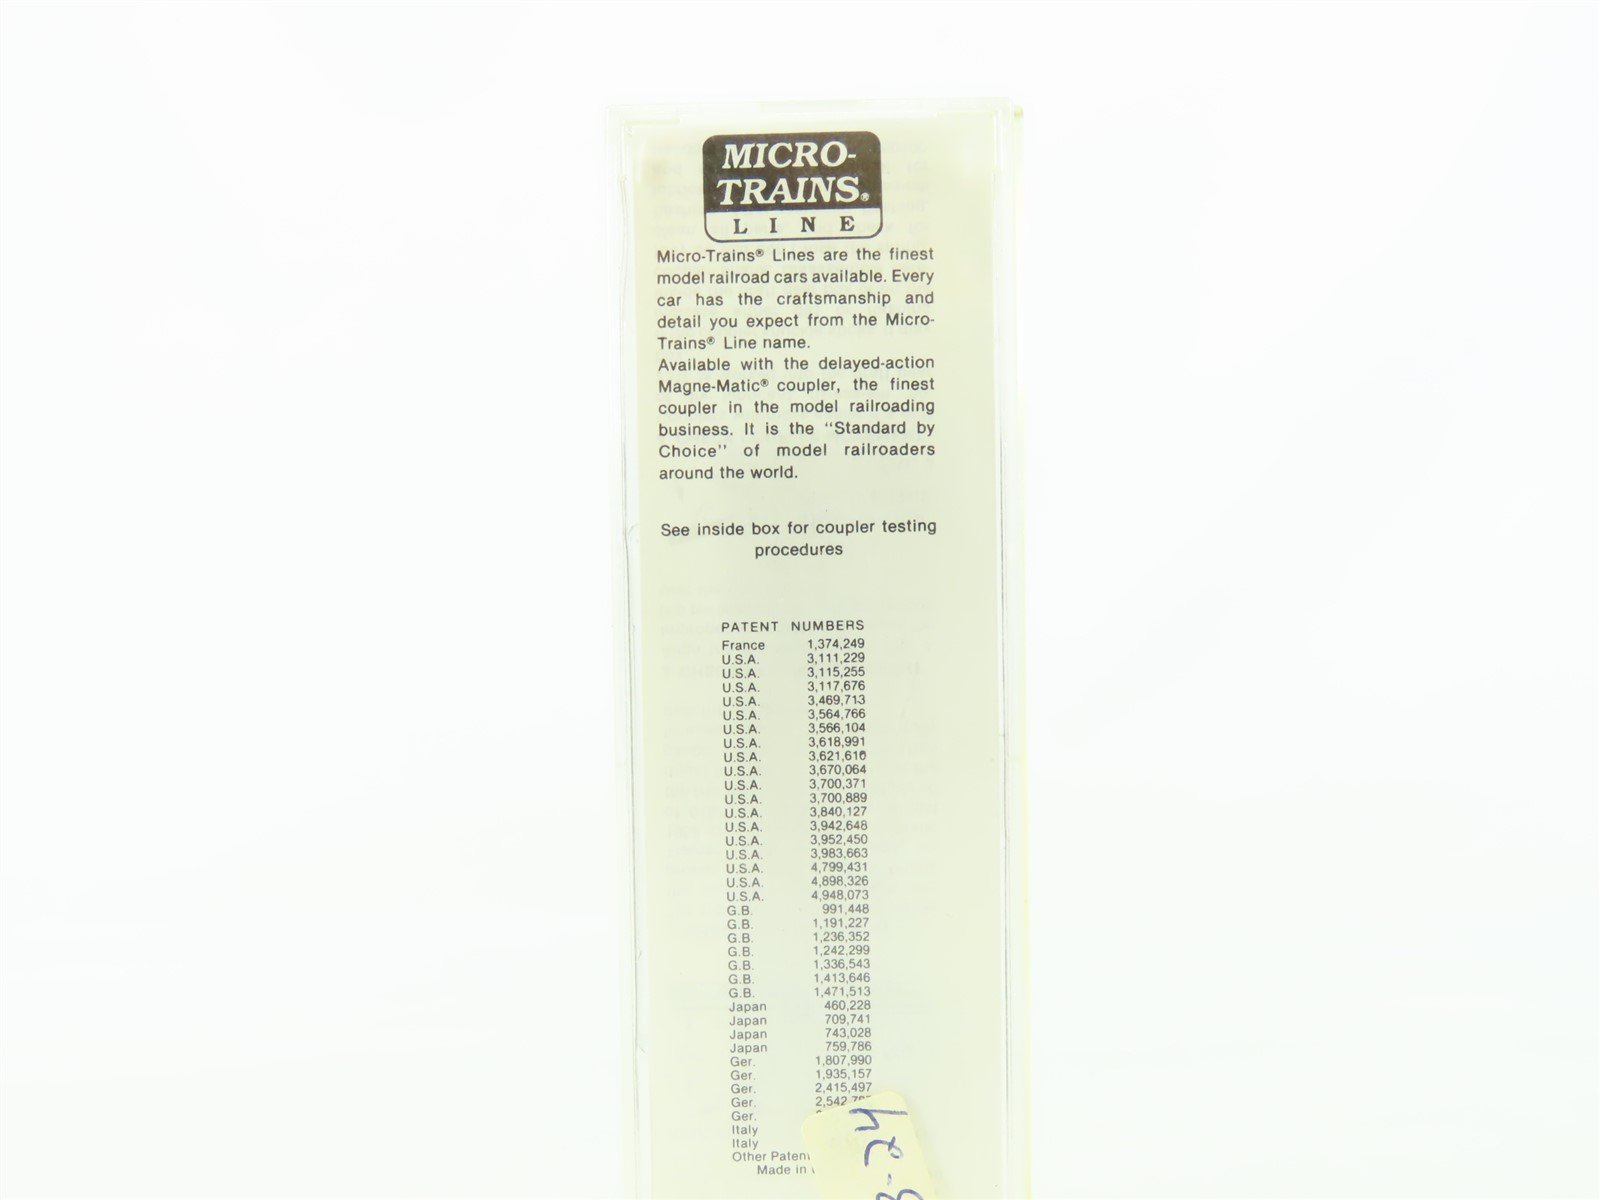 MICRO-
TRAINS®
LINE
Micro-Trains® Lines are the finest
model railroad cars available. Every
car has the craftsmanship and
detail you expect from the Micro-
Trains® Line name.
Available with the delayed-action
Magne-Matic® coupler, the finest
coupler in the model railroading
business. It is the "Standard by
Choice" of model railroaders
around the world.
See inside box for coupler testing
procedures
PATENT NUMBERS
France 1,374,249
U.S.A. 3,111,229
U.S.A. 3,115,255
U.S.A. 3,117,676
U.S.A. 3,469,713
U.S.A. 3,564,766
U.S.A. 3,566,104
U.S.A. 3,618,991
U.S.A. 3,621,610
U.S.A. 3,670,064
U.S.A. 3,700,371
U.S.A. 3,700,889
U.S.A. 3,840,127
U.S.A. 3,942,648
U.S.A. 3,952,450
U.S.A. 3,983,663
U.S.A. 4,799,431
U.S.A. 4,898,326
U.S.A. 4,948,073
G.B. 991,448
G.B. 1,191,227
G.B. 1,236,352
G.B. 1,242,299
G.B. 1,336,543
G.B. 1,413,646
G.B. 1,471,513
Japan 460,228
Japan 709,741
Japan 743,028
Japan 759,786
Ger. 1,807,990
Ger. 1,935,157
Ger. 2,415,497
Ger.
Ger.
Italy
Italy
Other
Made in